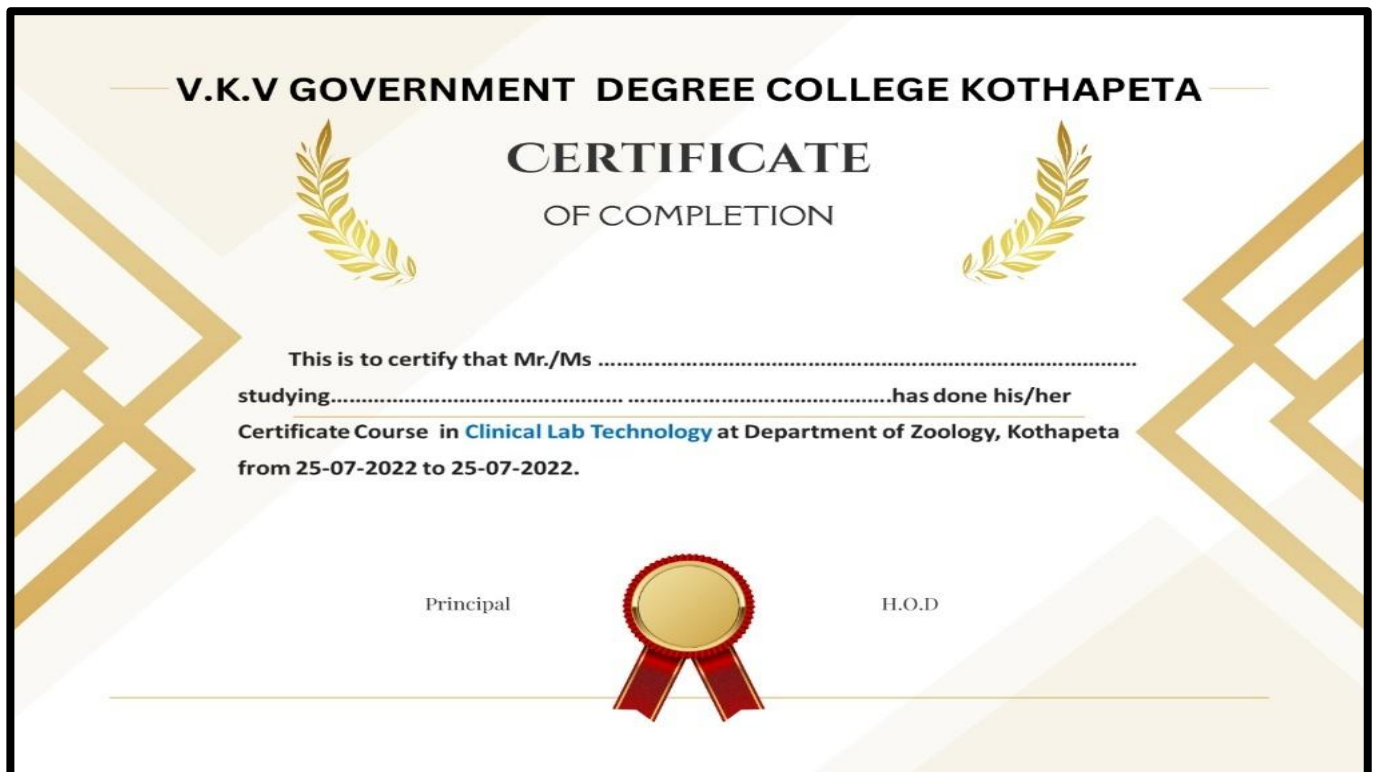 V.K.V GOVERNMENT DEGREE COLLEGE KOTHAPETA
CERTIFICATE
OF COMPLETION
This is to certify that Mr./Ms ………………………………………………………………………………
studying………………………………………… …………………………………….has done his/her
Certificate Course in Clinical Lab Technology at Department of Zoology, Kothapeta
from 25-07-2022 to 25-07-2022.
Principal
H.O.D